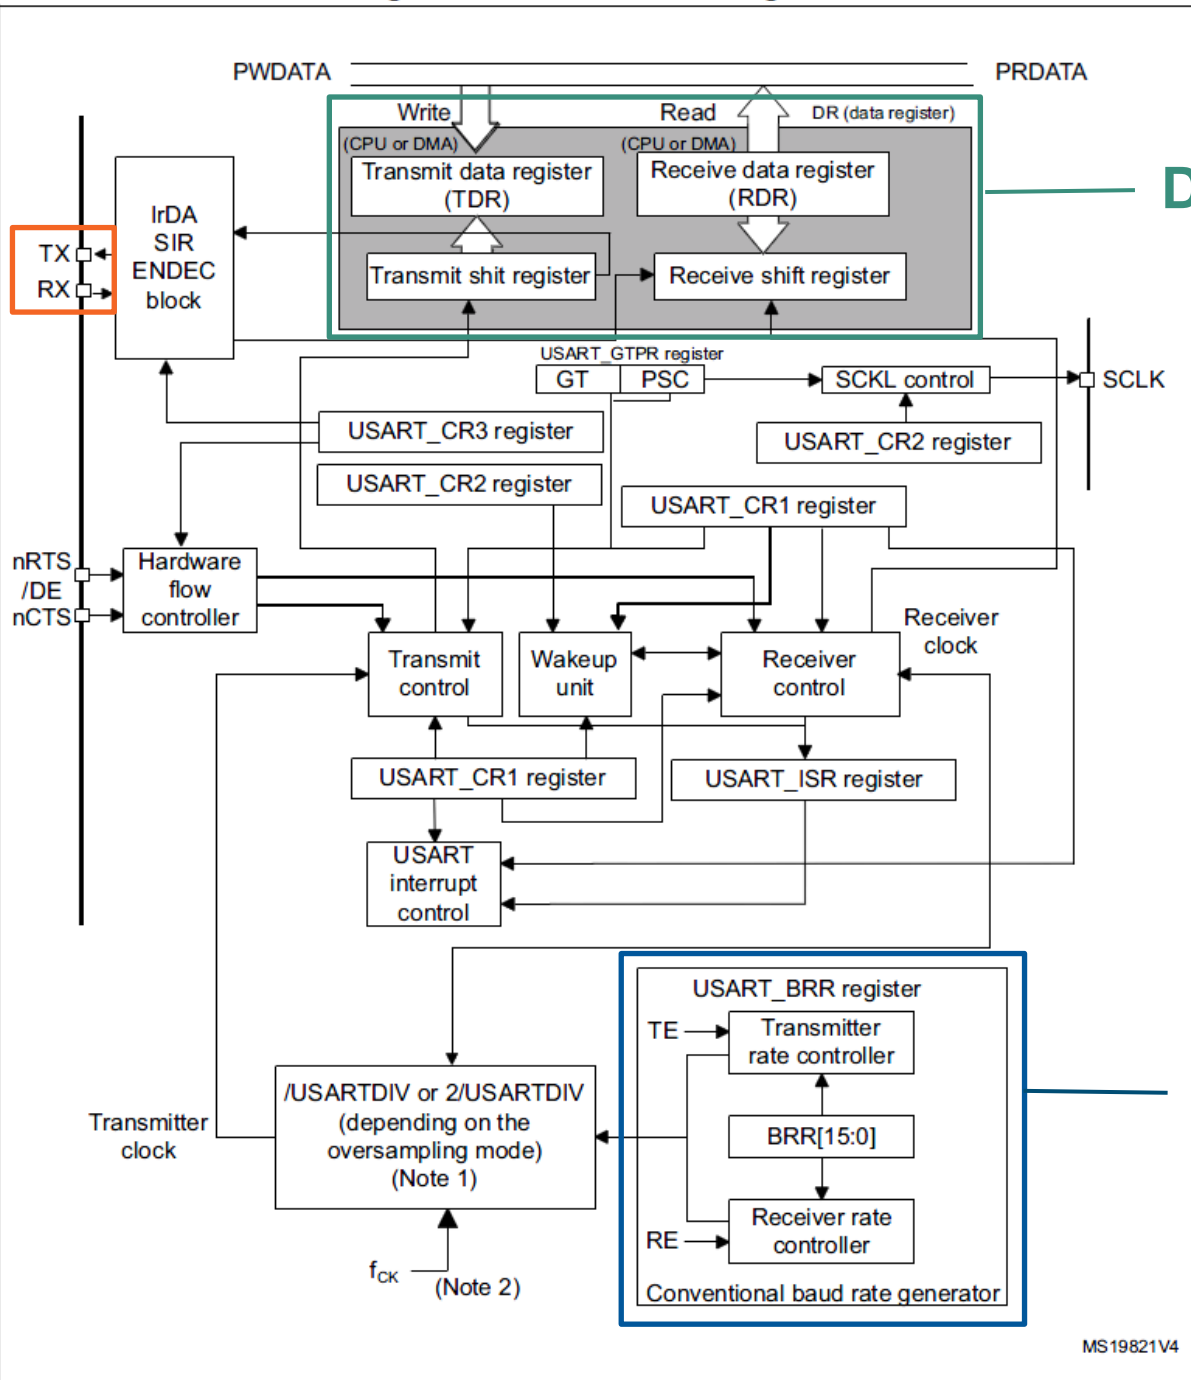 PWDATA
PRDATA
Write
Read
DR (data register)
(CPU or DMA)
(CPU or DMA)
Transmit data register
(TDR)
Receive data register
(RDR)
D
IrDA
SIR
ENDEC
block
TX
RX
Transmit shit register
Receive shift register
USART_GTPR register
GT
PSC
SCKL control
SCLK
USART_CR3 register
USART_CR2 register
USART_CR2 register
USART_CR1 register
nRTS
/DE
nCTS
Hardware
flow
controller
Receiver
clock
Transmit
control
Wakeup
unit
Receiver
control
USART_CR1 register
USART_ISR register
USART
interrupt
control
USART_BRR register
TE
Transmitter
rate controller
/USARTDIV or 2/USARTDIV
(depending on the
oversampling mode)
(Note 1)
Transmitter
clock
BRR[15:0]
RE
Receiver rate
controller
fCK
(Note 2)
Conventional baud rate generator
MS19821V4